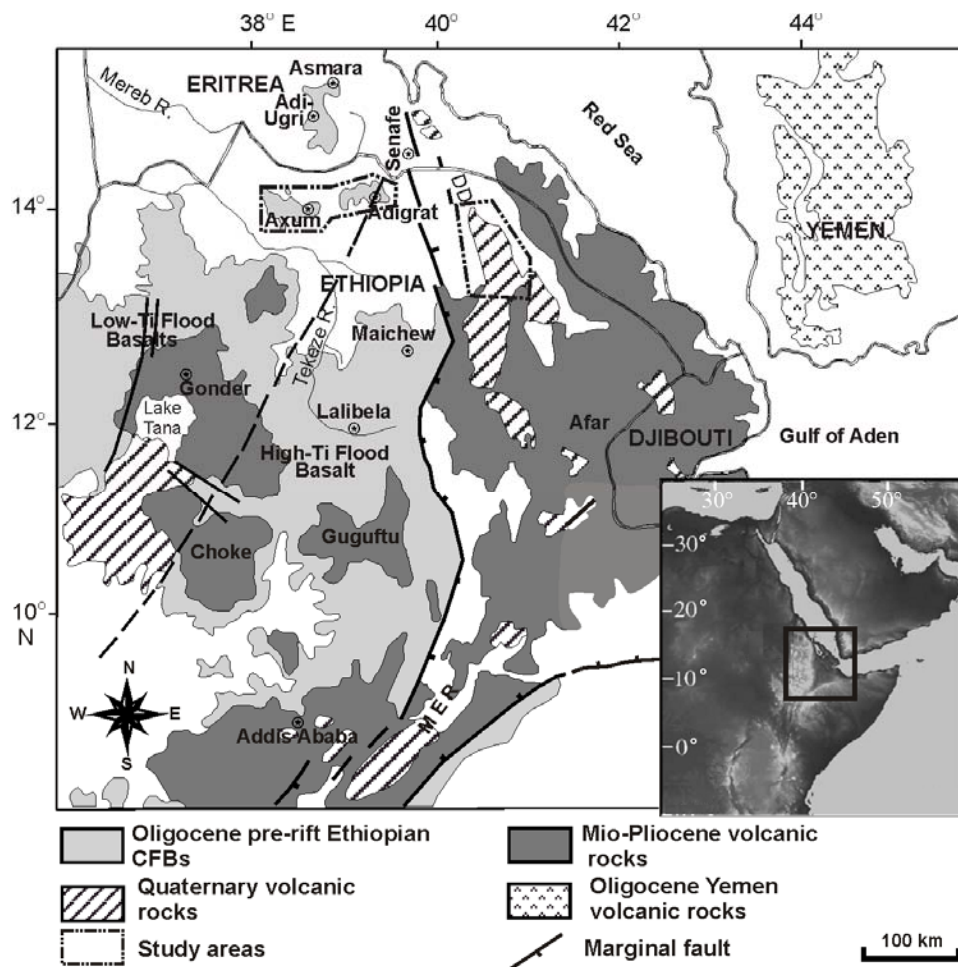 38° E
40°
42°
44°
Asmara
ERITREA
Mereb R.
Adi-
Ugri
Senafe
Red Sea
14°
DD
Axum
Adigrat
YEMEN
ETHIOPIA
Low-Ti Flood
Basalts
Tekeze R.
Maichew
Gonder
12°
Lake
Tana
Lalibela
Afar
DJIBOUTI
Gulf of Aden
High-Ti Flood
Basalt
Choke
Guguftu
10°
N
30° 40° 50°
30°
20°
10°
0°
N
W E
S
MER
Addis-Ababa
Oligocene pre-rift Ethiopian
CFBs
Mio-Pliocene volcanic
rocks
Quaternary volcanic
rocks
Oligocene Yemen
volcanic rocks
Study areas
Marginal fault
100 km